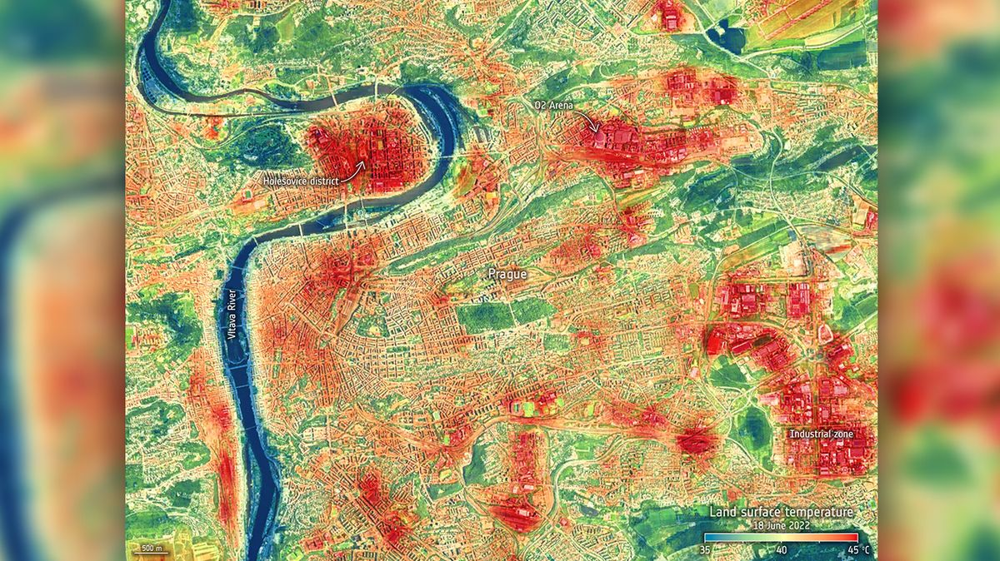 O2 Arena
Holešovice district
Prague
Vltava River
Industrial zone
Land surface temperature
18 June 2022
35 40 45 °C
500 m